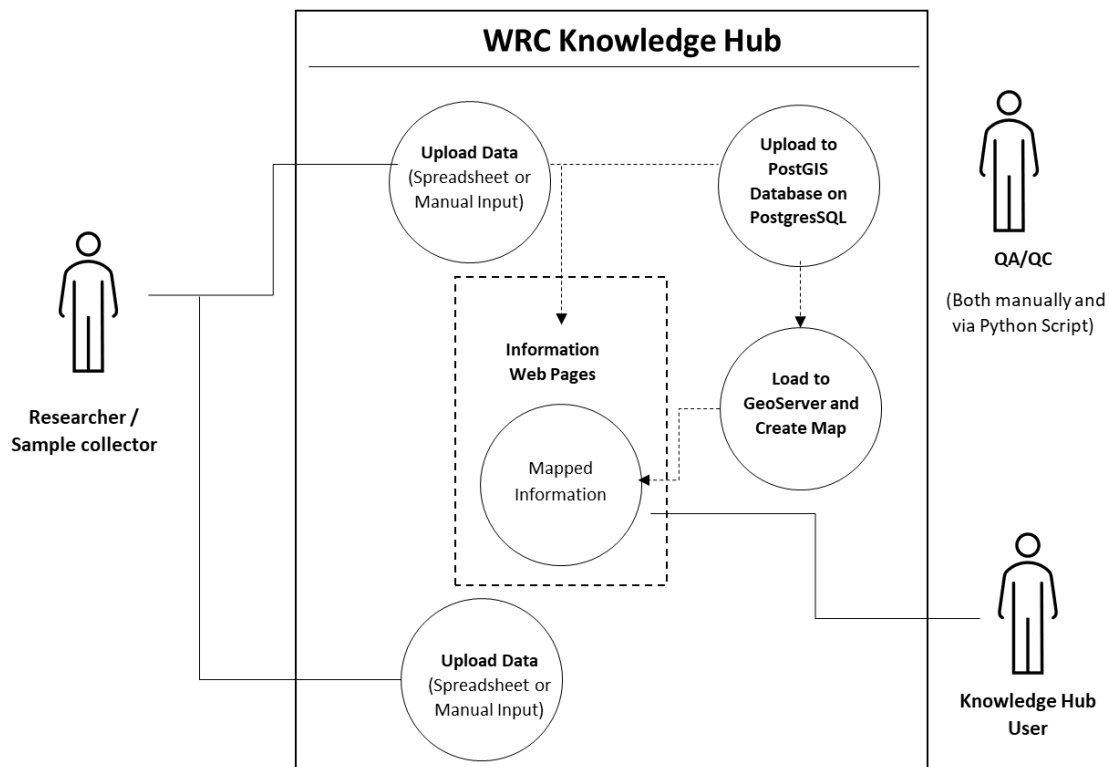 WRC Knowledge Hub
Upload Data
(Spreadsheet or
Manual Input)
Upload to
PostGIS
Database on
PostgresSQL
QA/QC
(Both manually and
via Python Script)
Information
Web Pages
Load to
GeoServer and
Create Map
Researcher /
Sample collector
Mapped
Information
Upload Data
(Spreadsheet or
Manual Input)
Knowledge Hub
User